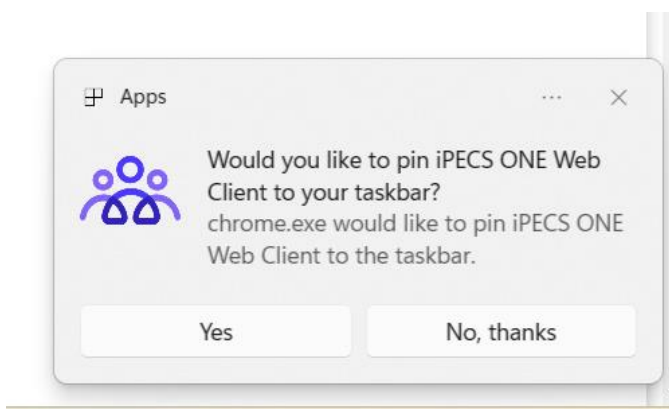 Apps
Would you like to pin iPECS ONE Web
Client to your taskbar?
chrome.exe would like to pin iPECS ONE
Web Client to the taskbar.
Yes
No, thanks